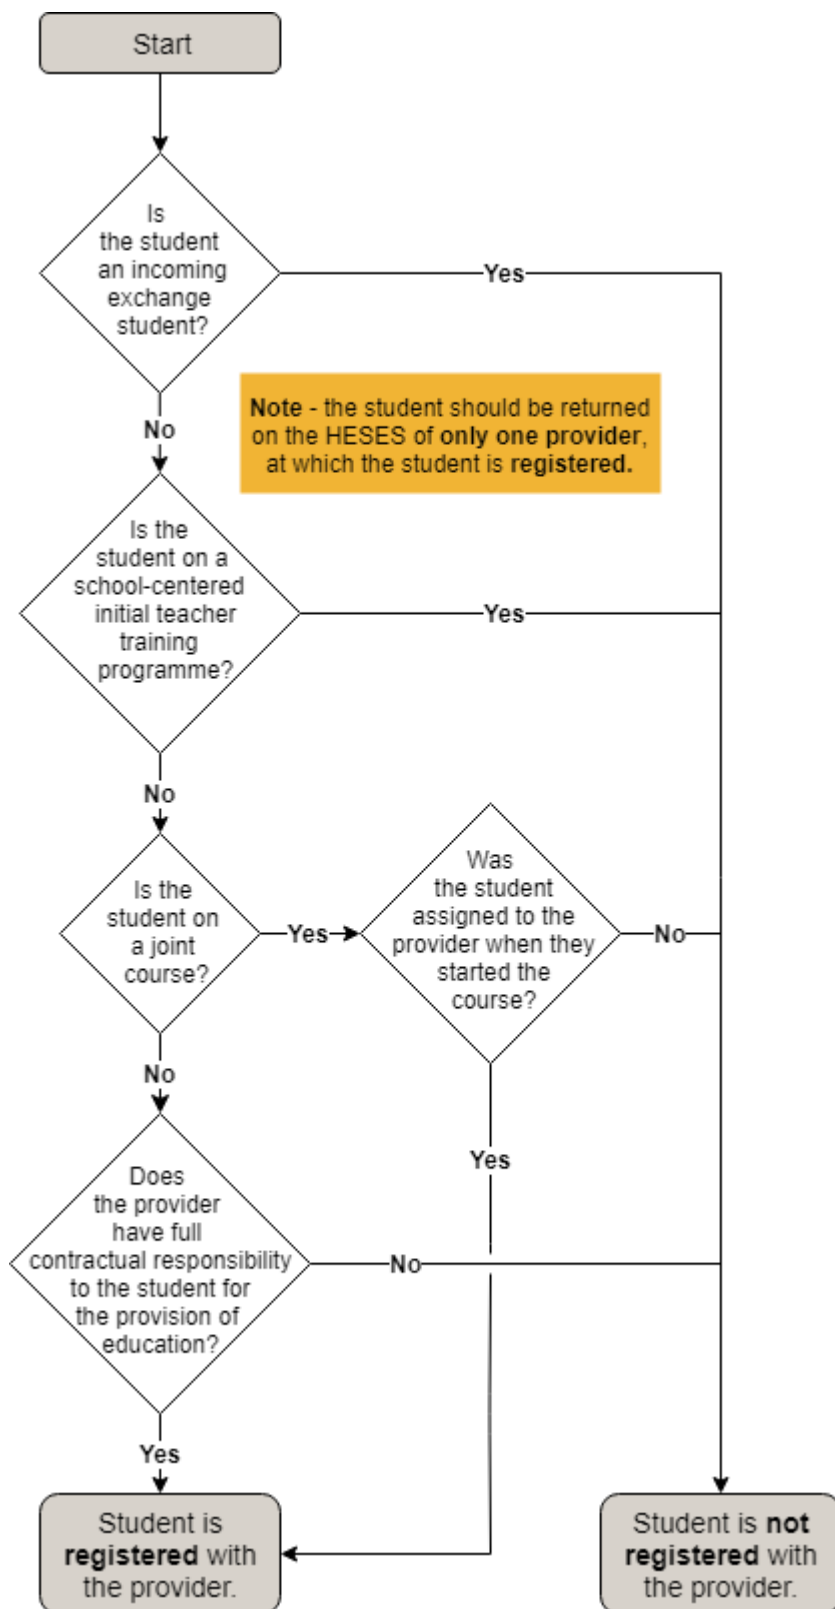 Start
Is
the student
an incoming
exchange
student?
Yes
No
Note - the student should be returned
on the HESES of only one provider,
at which the student is registered.
Is the
student on a
school-centered
initial teacher
training
programme?
Yes
No
Is the
student on
a joint
course?
Yes
Was
the student
assigned to the
provider when they
started the
course?
No
No
Yes
Does
the provider
have full
contractual responsibility
to the student for
the provision of
education?
No
Yes
Student is
registered with
the provider.
Student is not
registered with
the provider.